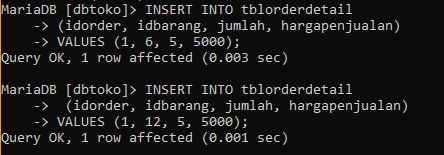 MariaDB [dbtoko]> INSERT INTO tblorderdetail
    -> (idorder, idbarang, jumlah, hargapenjualan)
    -> VALUES (1, 6, 5, 5000);
Query OK, 1 row affected (0.003 sec)
MariaDB [dbtoko]> INSERT INTO tblorderdetail
    ->  (idorder, idbarang, jumlah, hargapenjualan)
    -> VALUES (1, 12, 5, 5000);
Query OK, 1 row affected (0.001 sec)